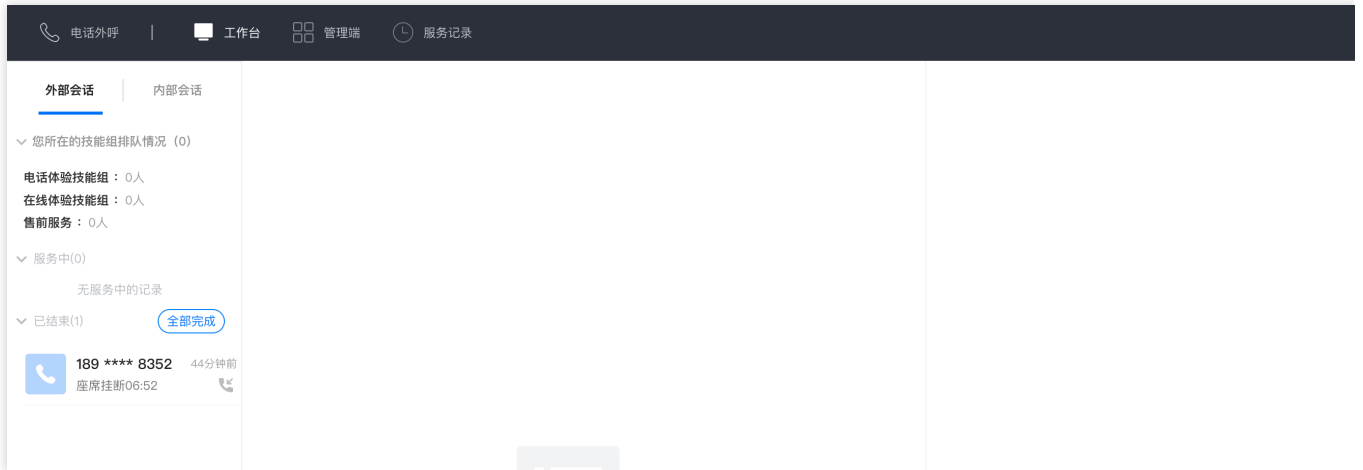 电话外呼 | 工作台 管理端 服务记录
外部会话 内部会话
您所在的技能组排队情况（0）
电话体验技能组： 0人
在线体验技能组： 0人
售前服务： 0人
服务中(0)
无服务中的记录
已结束(1) 全部完成
189 **** 8352 44分钟前
座席挂断06:52